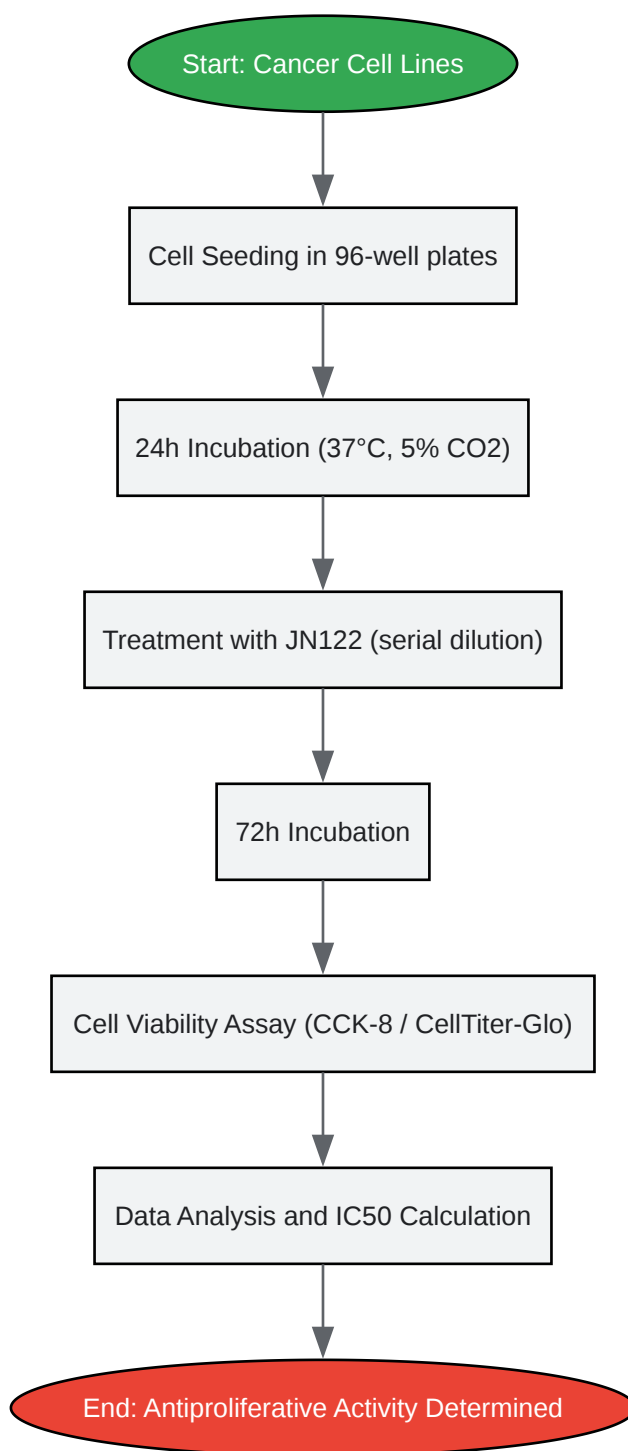 Start: Cancer Cell Lines
Cell Seeding in 96-well plates
24h Incubation (37°C, 5% CO2)
Treatment with JN122 (serial dilution)
72h Incubation
Cell Viability Assay (CCK-8 / CellTiter-Glo)
Data Analysis and IC50 Calculation
End: Antiproliferative Activity Determined